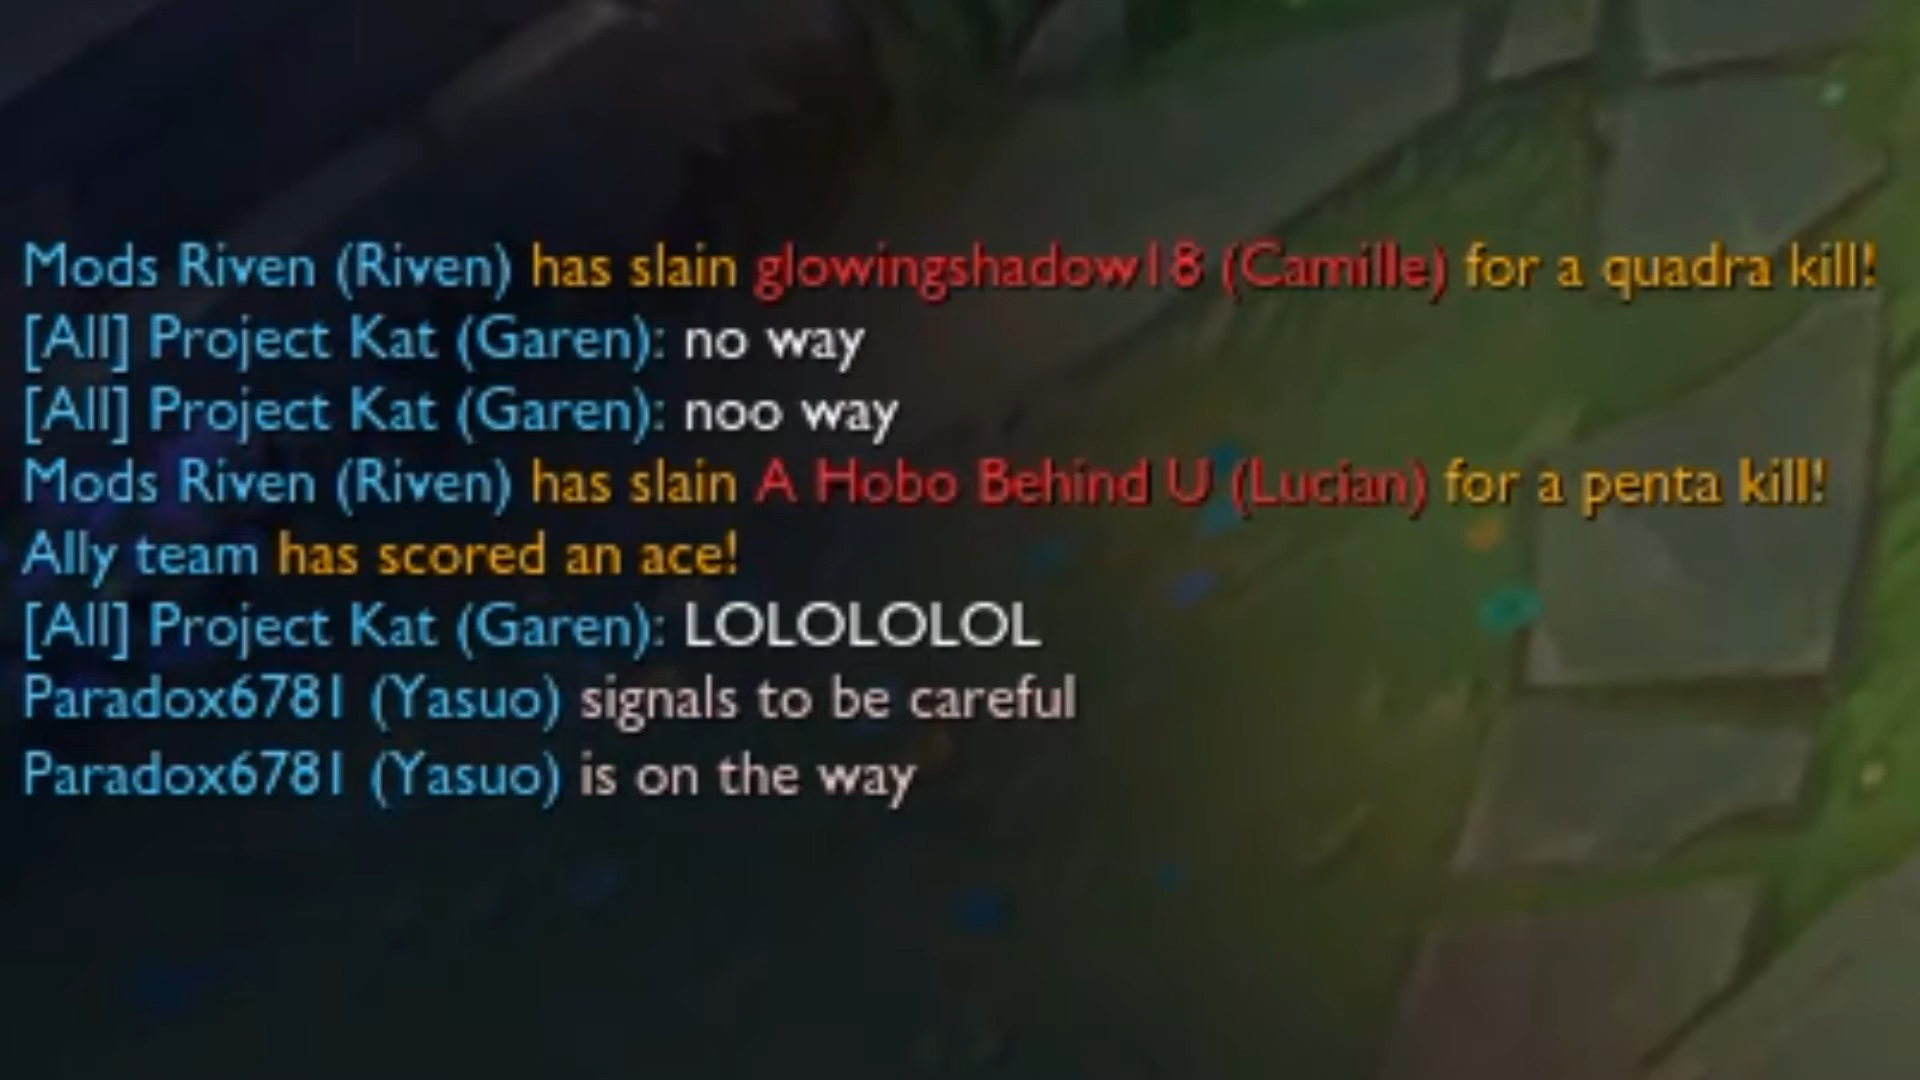 Mods Riven (Riven) has slain glowingshadow18 (Camille) for a quadra kill!
[All] Project Kat (Garen): no way
[All] Project Kat (Garen): noo way
Mods Riven (Riven) has slain A Hobo Behind U (Lucian) for a penta kill!
Ally team has scored an ace!
[All] Project Kat (Garen): LOLOLOLOL
Paradox6781 (Yasuo) signals to be careful
Paradox6781 (Yasuo) is on the way